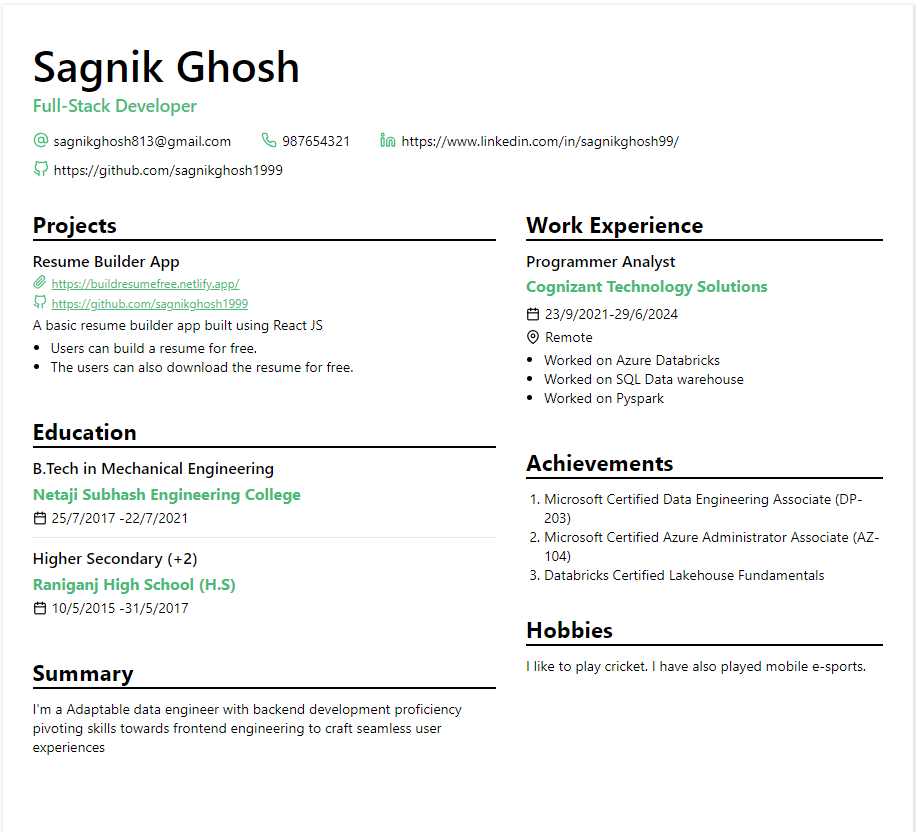 Sagnik Ghosh
Full-Stack Developer
sagnikghosh813@gmail.com 987654321 https://www.linkedin.com/in/sagnikghosh99/
https://github.com/sagnikghosh1999
Projects
Resume Builder App
https://buildresumefree.netlify.app/
https://github.com/sagnikghosh1999
A basic resume builder app built using React JS
• Users can build a resume for free.
• The users can also download the resume for free.
Education
B.Tech in Mechanical Engineering
Netaji Subhash Engineering College
25/7/2017 -22/7/2021
Higher Secondary (+2)
Raniganj High School (H.S)
10/5/2015 -31/5/2017
Summary
I'm a Adaptable data engineer with backend development proficiency
pivoting skills towards frontend engineering to craft seamless user
experiences
Work Experience
Programmer Analyst
Cognizant Technology Solutions
23/9/2021-29/6/2024
Remote
• Worked on Azure Databricks
• Worked on SQL Data warehouse
• Worked on Pyspark
Achievements
1. Microsoft Certified Data Engineering Associate (DP-
203)
2. Microsoft Certified Azure Administrator Associate (AZ-
104)
3. Databricks Certified Lakehouse Fundamentals
Hobbies
I like to play cricket. I have also played mobile e-sports.